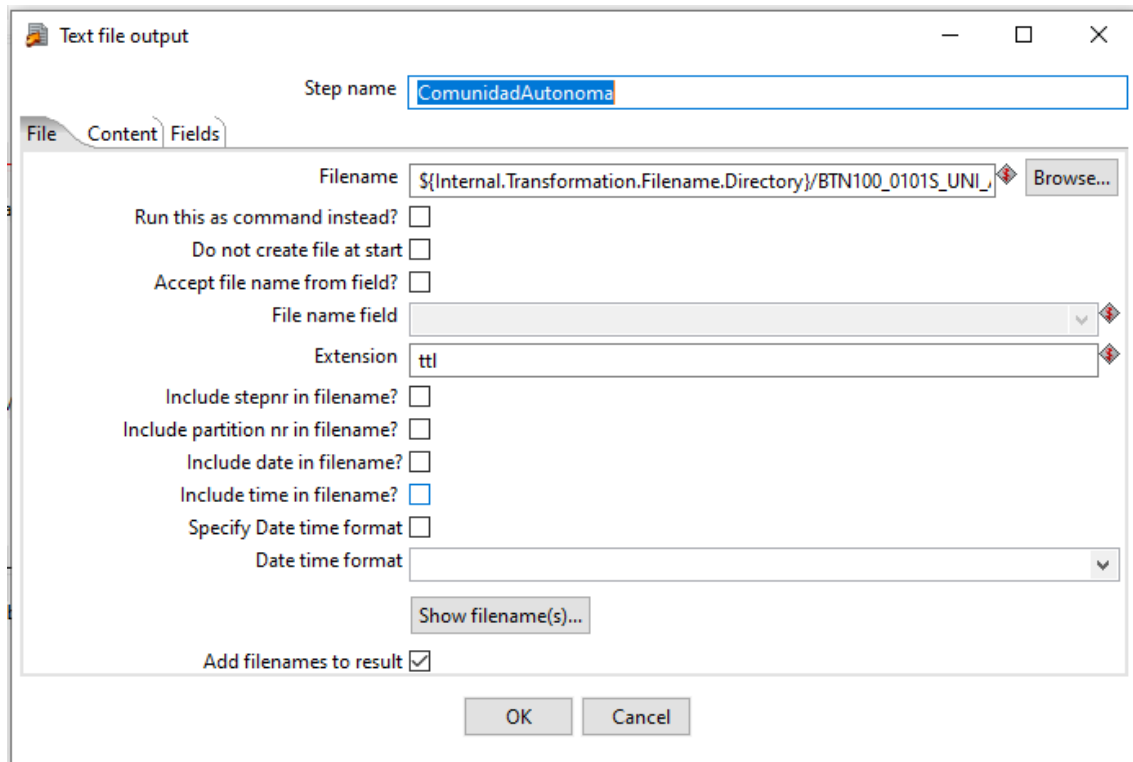 Text file output
Step name ComunidadAutonoma
File Content Fields
Filename ${Internal.Transformation.Filename.Directory}/BTN100_0101S_UNI_ Browse...
Run this as command instead?
Do not create file at start
Accept file name from field?
File name field
Extension ttl
Include stepnr in filename?
Include partition nr in filename?
Include date in filename?
Include time in filename?
Specify Date time format
Date time format
Show filename(s)...
Add filenames to result
OK Cancel